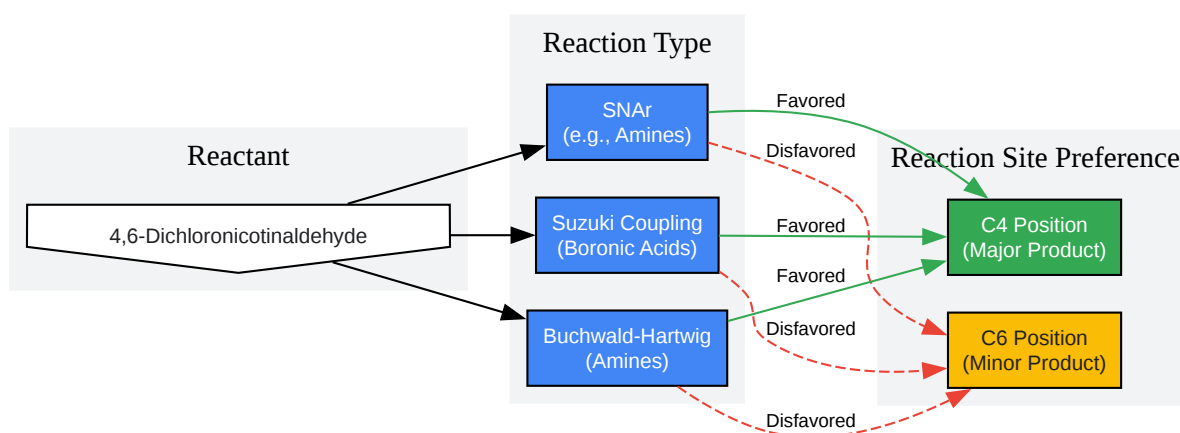 Reactant
4,6-Dichloronicotinaldehyde
Reaction Type
SNAr
(e.g., Amines)
Suzuki Coupling
(Boronic Acids)
Buchwald-Hartwig
(Amines)
Favored
Disfavored
Favored
Favored
Disfavored
Disfavored
Reaction Site Preference
C4 Position
(Major Product)
C6 Position
(Minor Product)